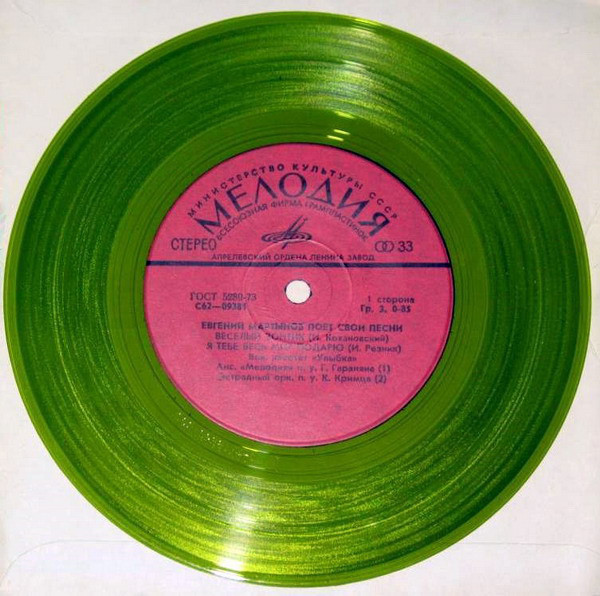 МИНИСТЕРСТВО КУЛЬТУРЫ СССР
МЕЛОДИЯ
ВСЕСОЮЗНАЯ ФИРМА ГРАМПЛАСТИНОК
СТЕРЕО
33
АПРЕЛЕВСКИЙ ОРДЕНА ЛЕНИНА ЗАВОД
ГОСТ 5289-73
С62—09381
1 сторона
Гр. 3, 0-85
ЕВГЕНИЙ МАРТЫНОВ ПОЕТ СВОИ ПЕСНИ
ВЕСЕЛЫЙ ЗОНТИК (И. Кохановский)
Я ТЕБЕ ВЕСЬ МИР ПОДАРЮ (И. Резник)
Вок. «Улыбка»
Анс. «Мелодия» п. у. Г. Гараняна (1)
Эстрадный орк. п. у. К. Кримца (2)